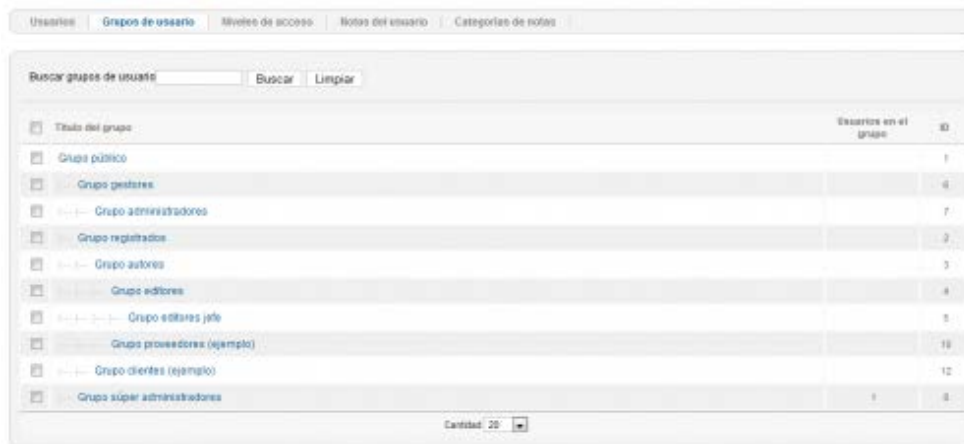 Usuarios Grupos de usuario Niveles de acceso Notas del usuario Categorías de notas
Buscar grupos de usuario Buscar Limpiar
Título del grupo Usuarios en el grupo ID
Grupo público 1
Grupo gestores 6
Grupo administradores 7
Grupo registrados 2
Grupo autores 3
Grupo editores 4
Grupo editores jefe 5
Grupo proveedores (ejemplo) 10
Grupo clientes (ejemplo) 12
Grupo súper administradores 1 8
Cantidad 20